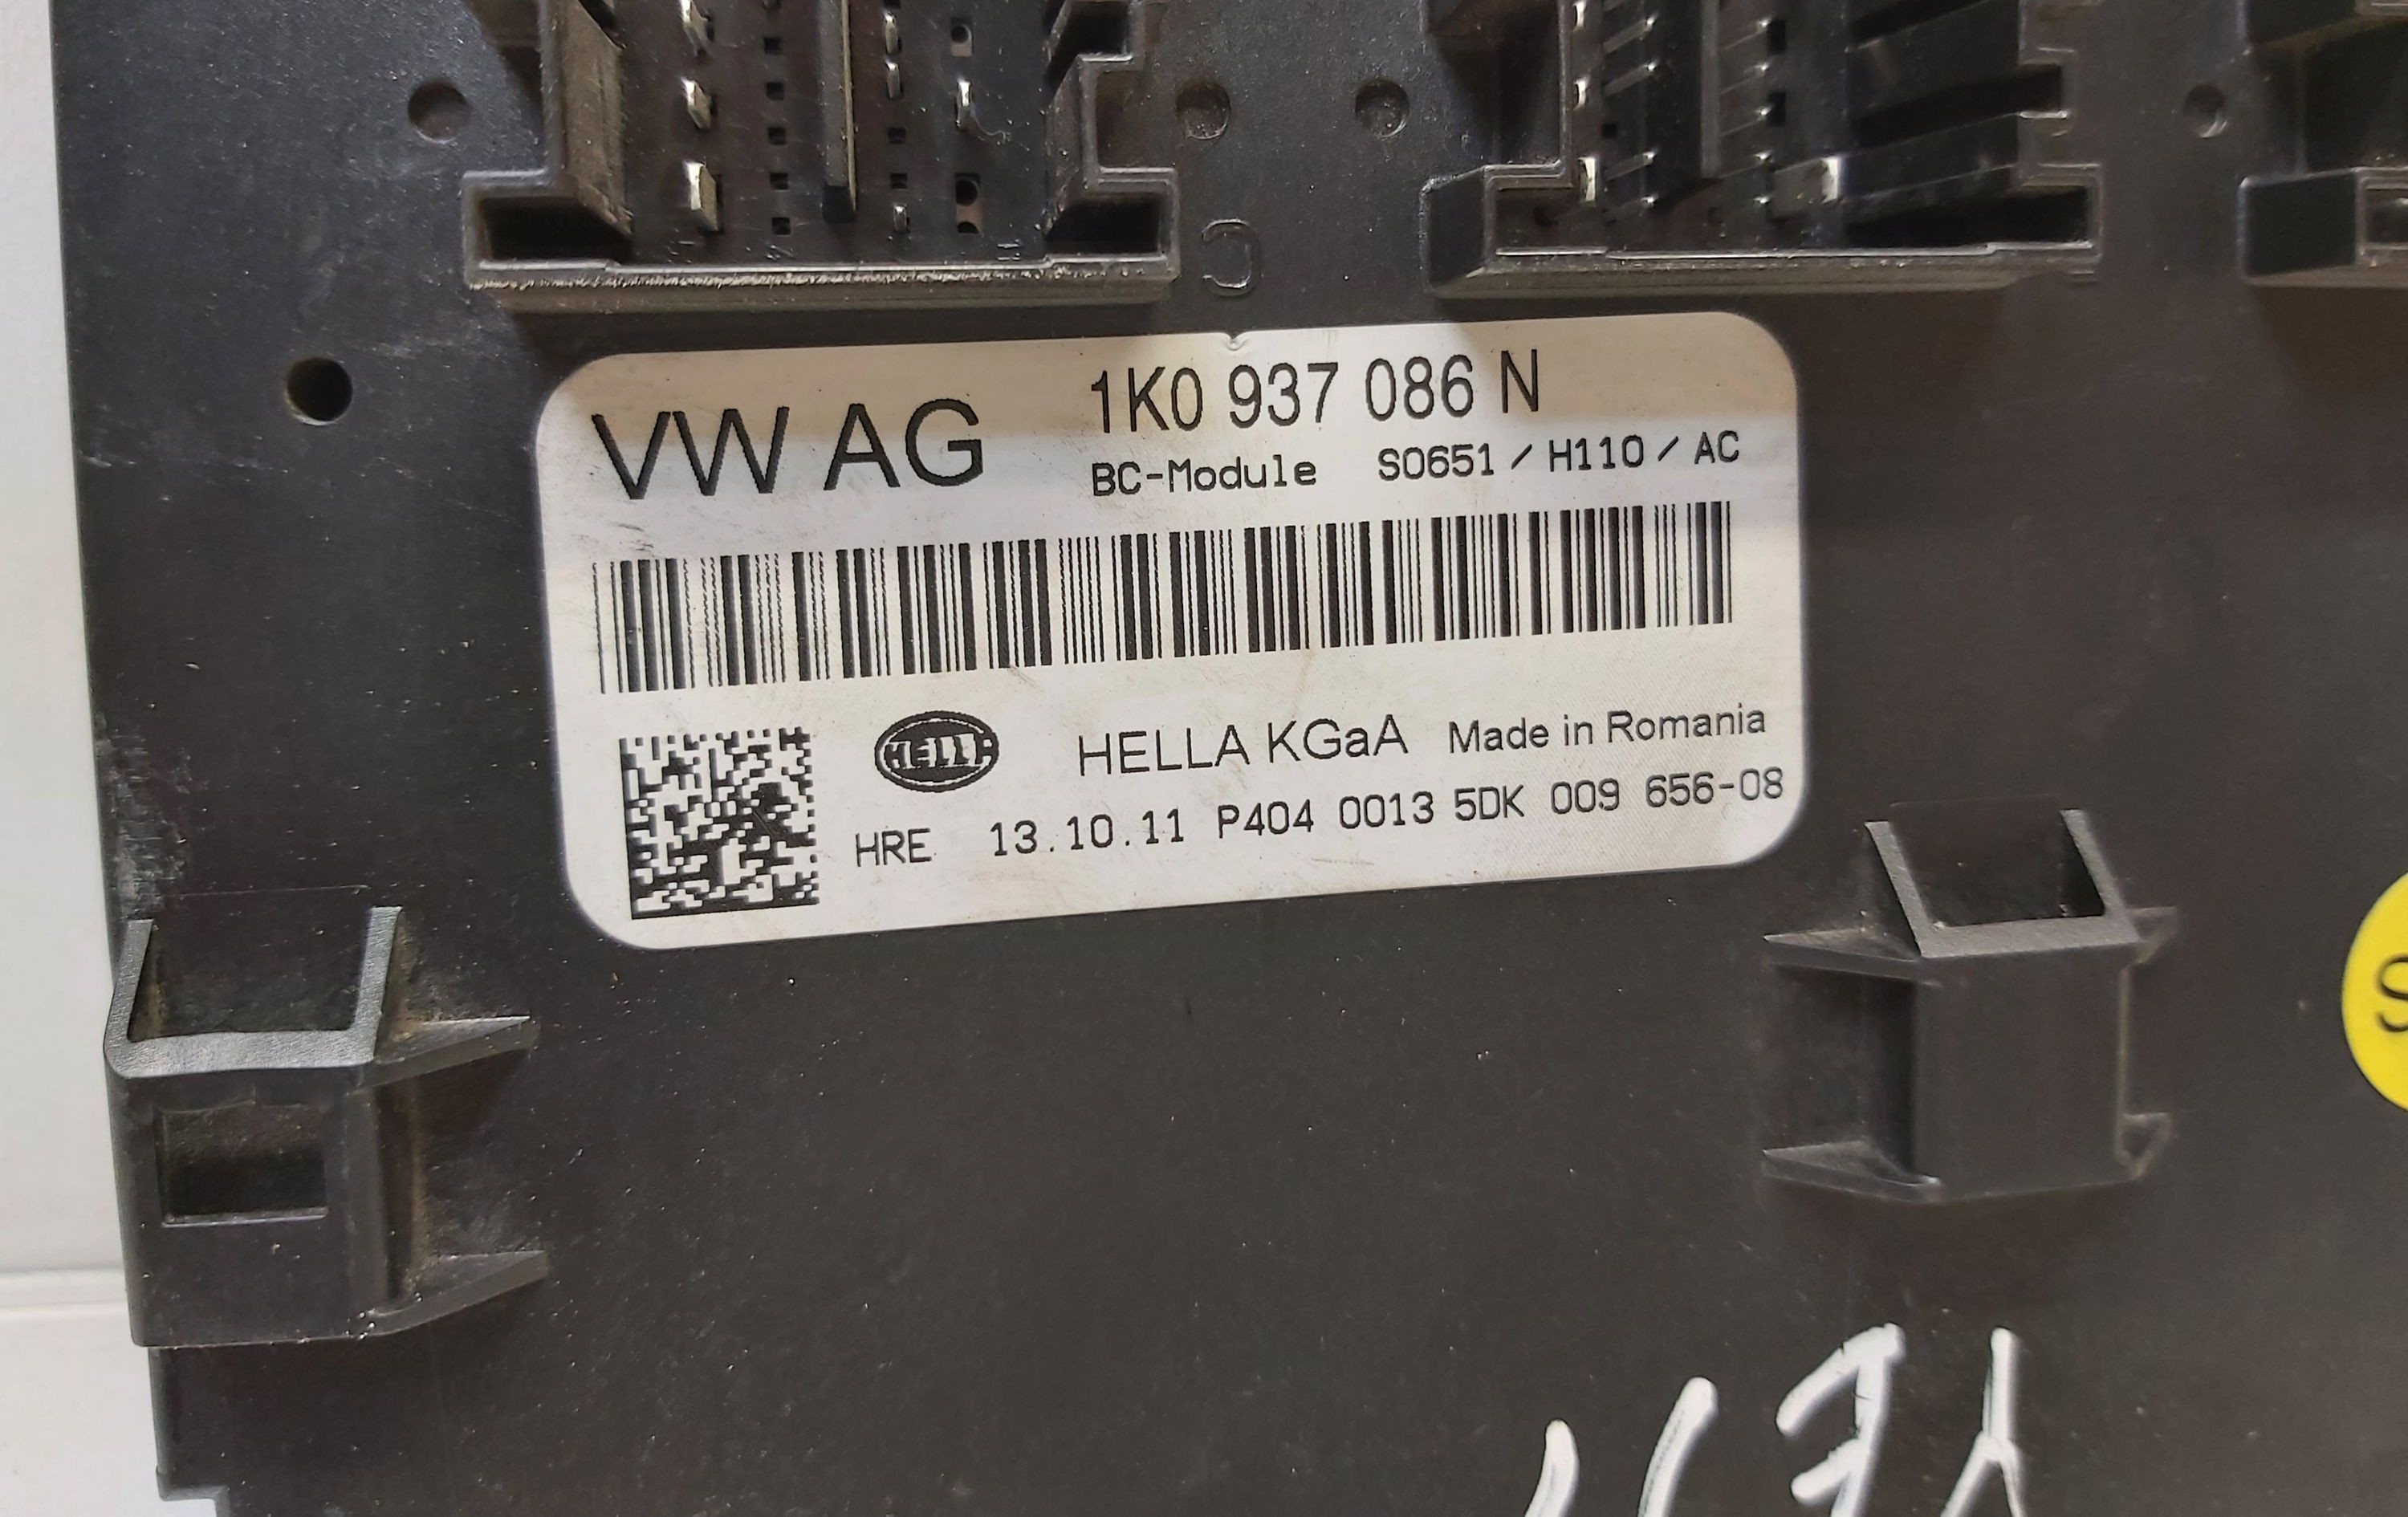 C
VW AG
1K0 937 086 N
BC-Module S0651 / H110 / AC
HELLA
HELLA KGaA Made in Romania
HRE 13.10.11 P404 0013 5DK 009 656-08